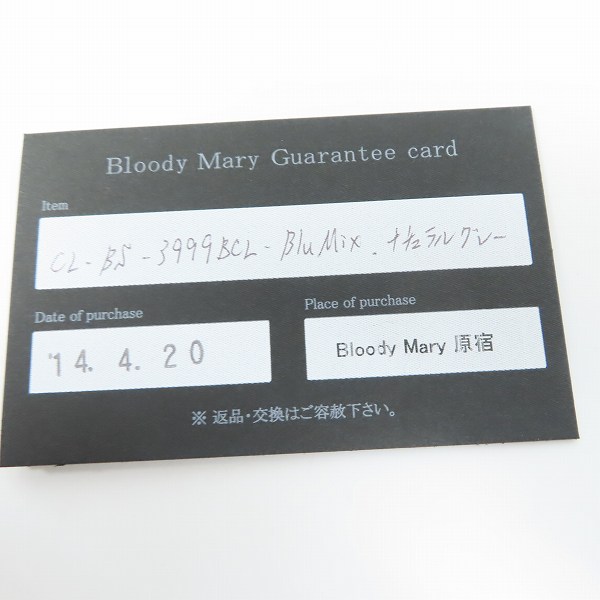 Bloody Mary Guarantee card
Item
CL-BS-3999BCL-BluMix.ナチュラルグレー
Date of purchase
Place of purchase
'14. 4. 20
Bloody Mary 原宿
※ 返品・交換はご容赦下さい。